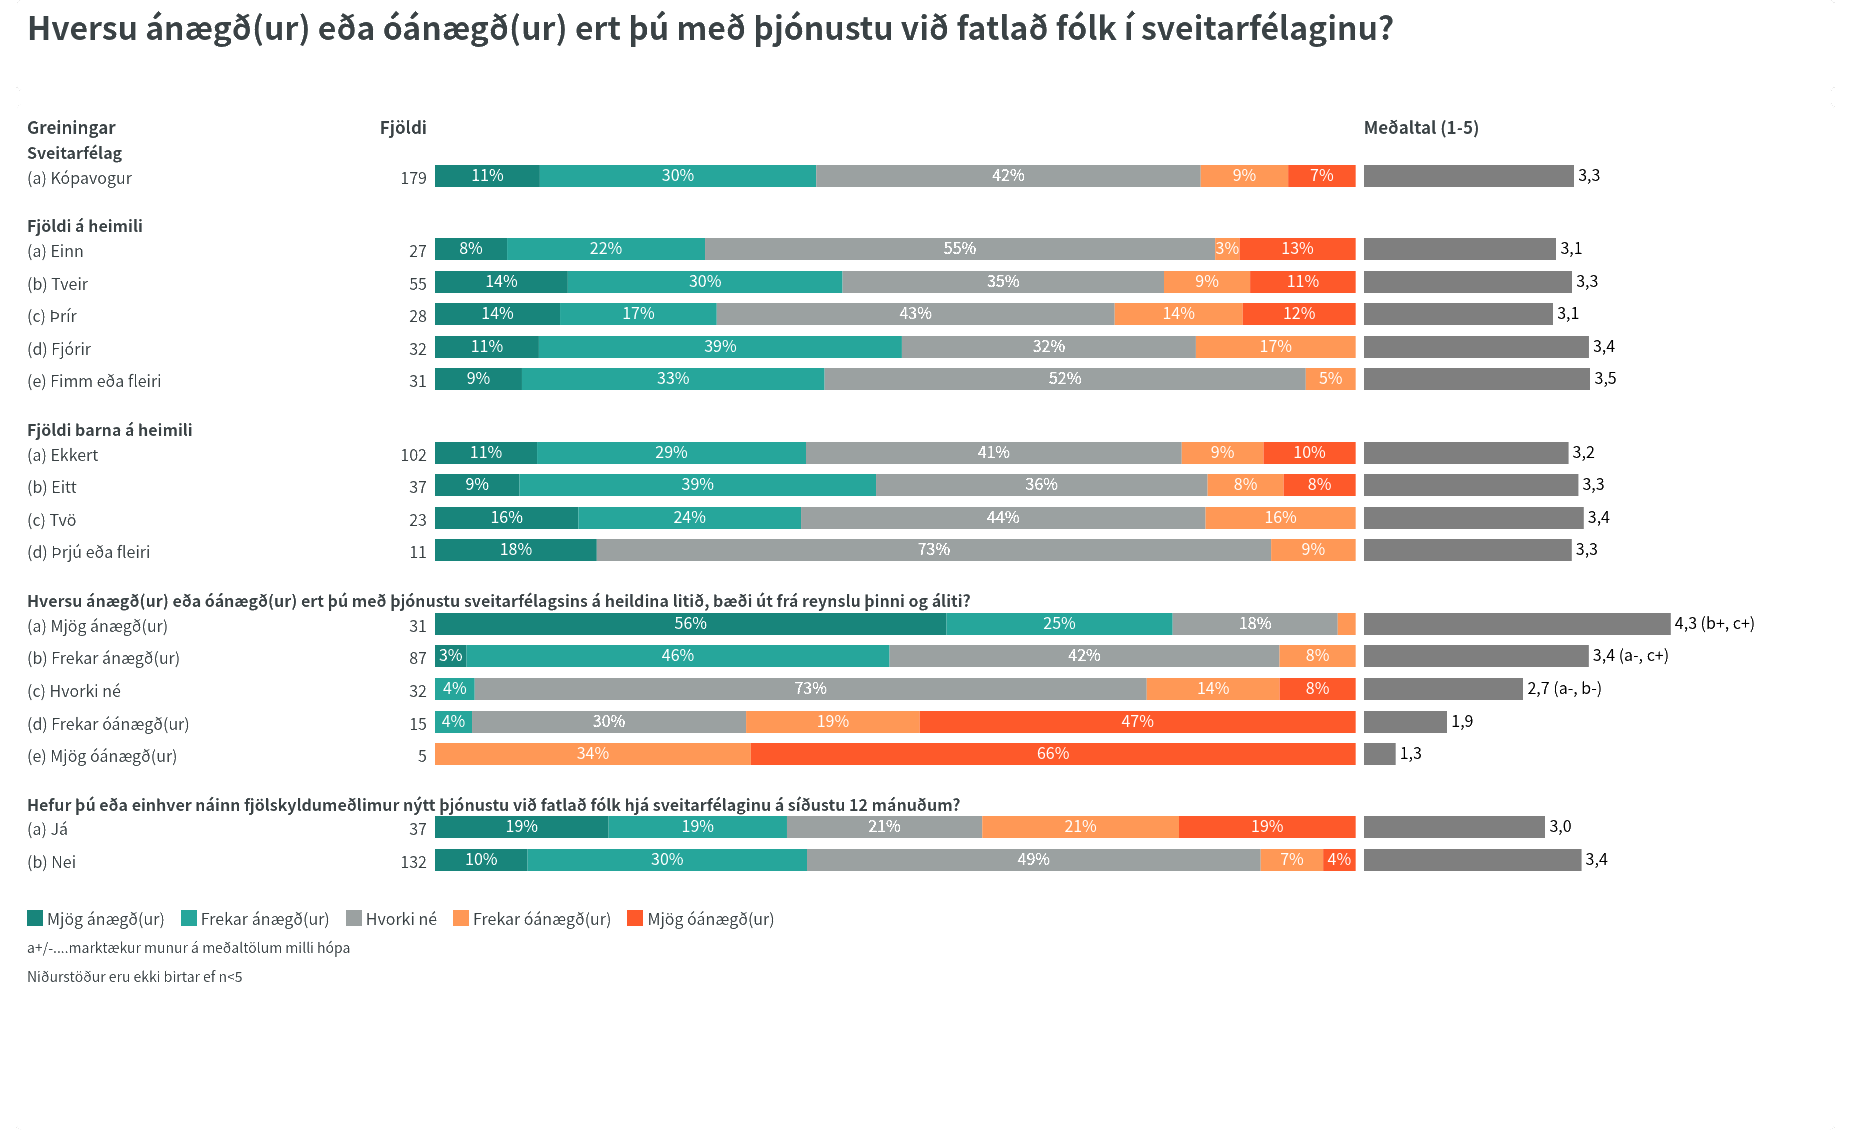 Hversu ánægð(ur) eða óánægð(ur) ert þú með þjónustu við fatlað fólk í sveitarfélaginu?
Greiningar Fjöldi Meðaltal (1-5)
Sveitarfélag
(a) Kópavogur 179 11% 30% 42% 9% 7% 3,3
Fjöldi á heimili
(a) Einn 27 8% 22% 55% 3% 13% 3,1
(b) Tveir 55 14% 30% 35% 9% 11% 3,3
(c) Þrír 28 14% 17% 43% 14% 12% 3,1
(d) Fjórir 32 11% 39% 32% 17% 3,4
(e) Fimm eða fleiri 31 9% 33% 52% 5% 3,5
Fjöldi barna á heimili
(a) Ekkert 102 11% 29% 41% 9% 10% 3,2
(b) Eitt 37 9% 39% 36% 8% 8% 3,3
(c) Tvö 23 16% 24% 44% 16% 3,4
(d) Þrjú eða fleiri 11 18% 73% 9% 3,3
Hversu ánægð(ur) eða óánægð(ur) ert þú með þjónustu sveitarfélagsins á heildina litið, bæði út frá reynslu þinni og áliti?
(a) Mjög ánægð(ur) 31 56% 25% 18% 4,3 (b+, c+)
(b) Frekar ánægð(ur) 87 3% 46% 42% 8% 3,4 (a-, c+)
(c) Hvorki né 32 4% 73% 14% 8% 2,7 (a-, b-)
(d) Frekar óánægð(ur) 15 4% 30% 19% 47% 1,9
(e) Mjög óánægð(ur) 5 34% 66% 1,3
Hefur þú eða einhver náinn fjölskyldumeðlimur nýtt þjónustu við fatlað fólk hjá sveitarfélaginu á síðustu 12 mánuðum?
(a) Já 37 19% 19% 21% 21% 19% 3,0
(b) Nei 132 10% 30% 49% 7% 4% 3,4
Mjög ánægð(ur) Frekar ánægð(ur) Hvorki né Frekar óánægð(ur) Mjög óánægð(ur)
a+/-....marktækur munur á meðaltölum milli hópa
Niðurstöður eru ekki birtar ef n<5